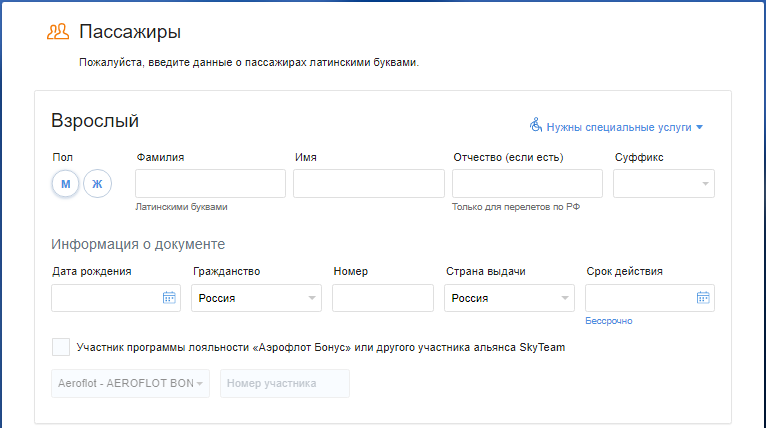 Пассажиры
Пожалуйста, введите данные о пассажирах латинскими буквами.
Взрослый
Нужны специальные услуги
Пол Фамилия Имя Отчество (если есть) Суффикс
М Ж
Латинскими буквами Только для перелетов по РФ
Информация о документе
Дата рождения Гражданство Номер Страна выдачи Срок действия
Россия Россия
Бессрочно
Участник программы лояльности «Аэрофлот Бонус» или другого участника альянса SkyTeam
Aeroflot - AEROFLOT BON Номер участника